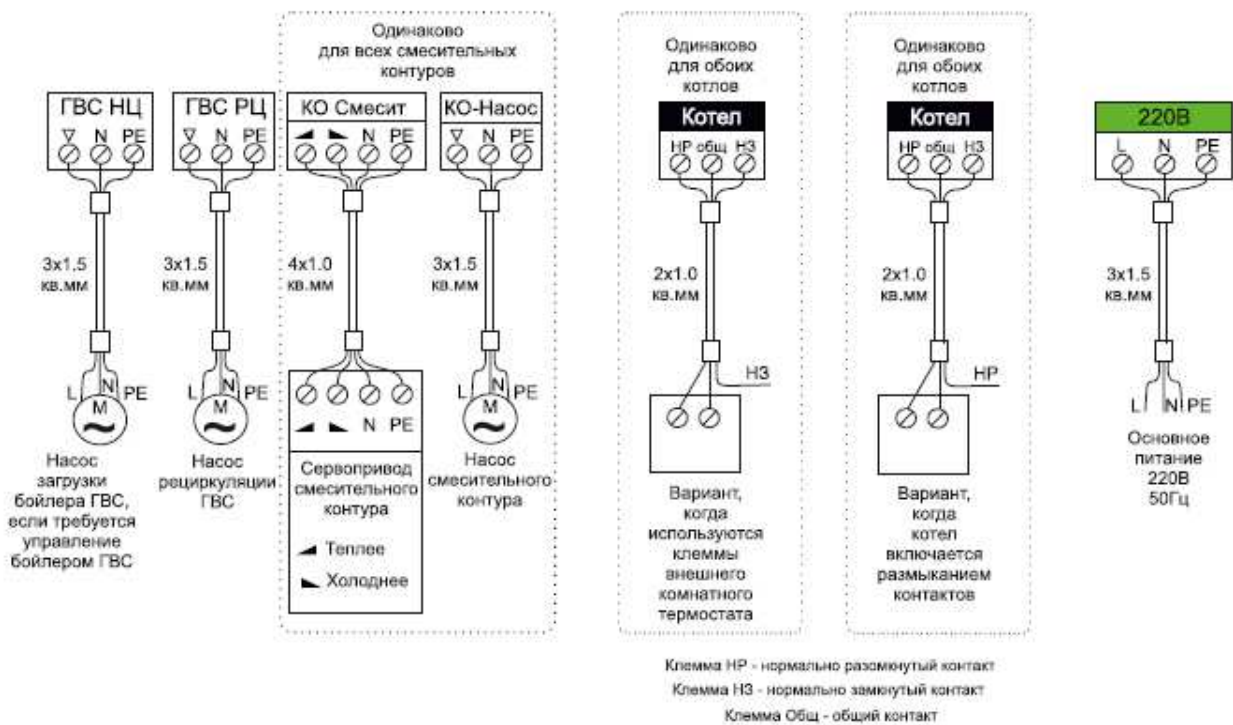 Одинаково
для всех смесительных
контуров
ГВС НЦ
N PE
3x1.5
кв.мм
L N PE
M
Насос
загрузки
бойлера ГВС,
если требуется
управление
бойлером ГВС
ГВС РЦ
N PE
3x1.5
кв.мм
L N PE
M
Насос
рециркуляции
ГВС
КО Смесит
N PE
4x1.0
кв.мм
N PE
Сервопривод
смесительного
контура
Теплее
Холоднее
КО-Насос
N PE
3x1.5
кв.мм
L N PE
M
Насос
смесительного
контура
Одинаково
для обоих
котлов
Котел
НР общ НЗ
2x1.0
кв.мм
НЗ
Вариант,
когда
используются
клеммы
внешнего
комнатного
термостата
Одинаково
для обоих
котлов
Котел
НР общ НЗ
2x1.0
кв.мм
НР
Вариант,
когда
котел
включается
размыканием
контактов
220В
L N PE
3x1.5
кв.мм
L N PE
Основное
питание
220В
50Гц
Клемма НР - нормально разомкнутый контакт
Клемма НЗ - нормально замкнутый контакт
Клемма Общ - общий контакт